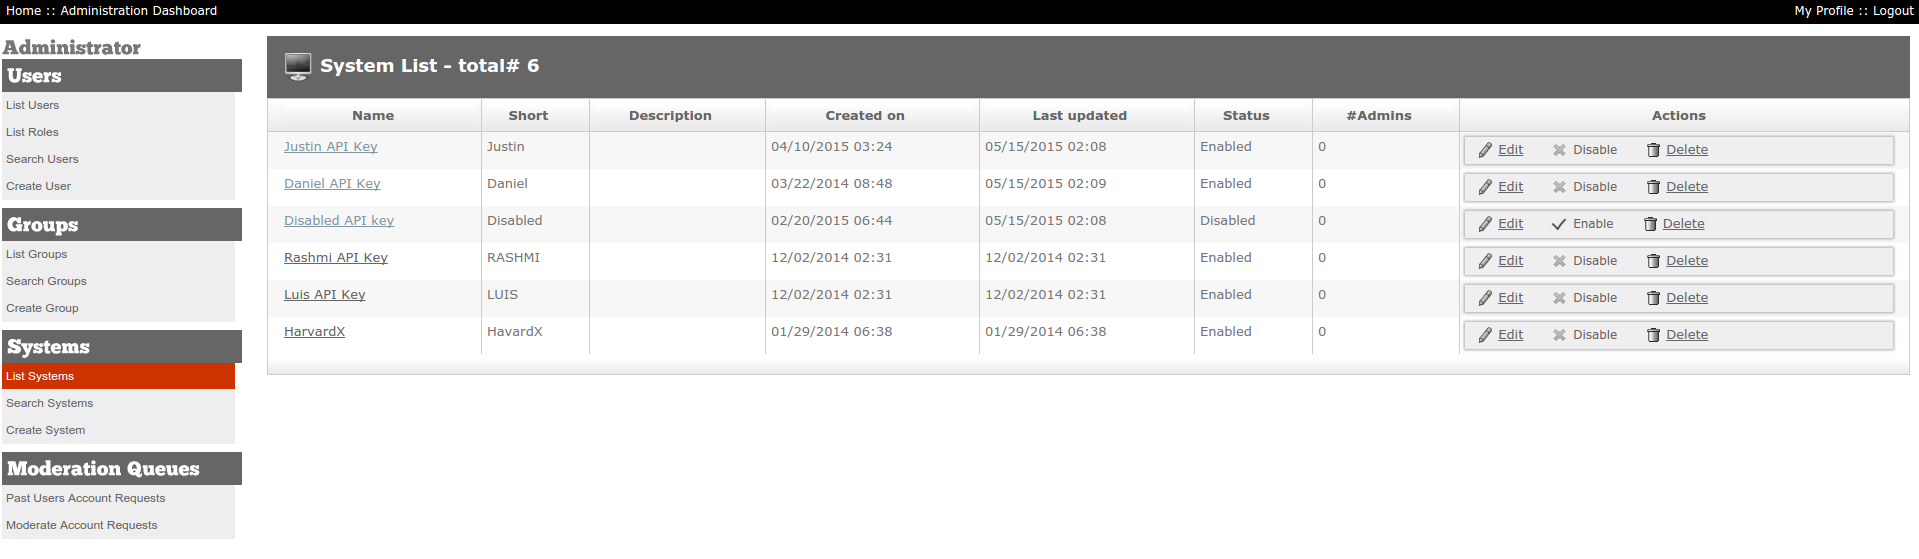 Home :: Administration Dashboard
My Profile :: Logout
Administrator
Users
List Users
List Roles
Search Users
Create User
Groups
List Groups
Search Groups
Create Group
Systems
List Systems
Search Systems
Create System
Moderation Queues
Past Users Account Requests
Moderate Account Requests
System List - total# 6
Name Short Description Created on Last updated Status #Admins Actions
Justin API Key Justin 04/10/2015 03:24 05/15/2015 02:08 Enabled 0 Edit Disable Delete
Daniel API Key Daniel 03/22/2014 08:48 05/15/2015 02:09 Enabled 0 Edit Disable Delete
Disabled API key Disabled 02/20/2015 06:44 05/15/2015 02:08 Disabled 0 Edit Enable Delete
Rashmi API Key RASHMI 12/02/2014 02:31 12/02/2014 02:31 Enabled 0 Edit Disable Delete
Luis API Key LUIS 12/02/2014 02:31 12/02/2014 02:31 Enabled 0 Edit Disable Delete
HarvardX HavardX 01/29/2014 06:38 01/29/2014 06:38 Enabled 0 Edit Disable Delete